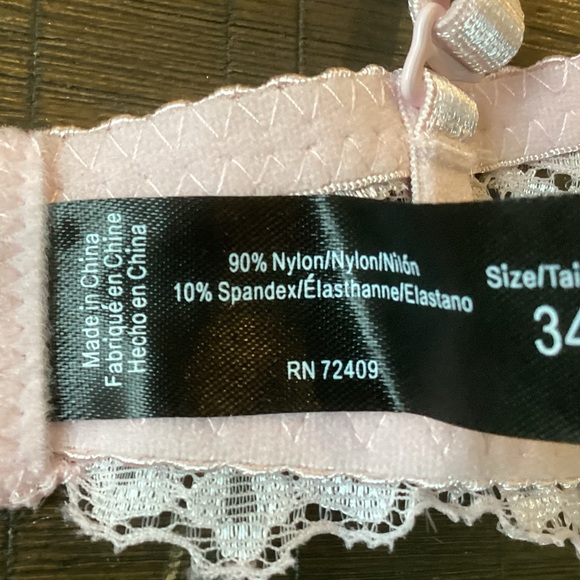 Made in China
Fabriqué en Chine
Hecho en China
90% Nylon/Nylon/Nilón
10% Spandex/Élasthanne/Elastano
RN 72409
Size/Tai
34